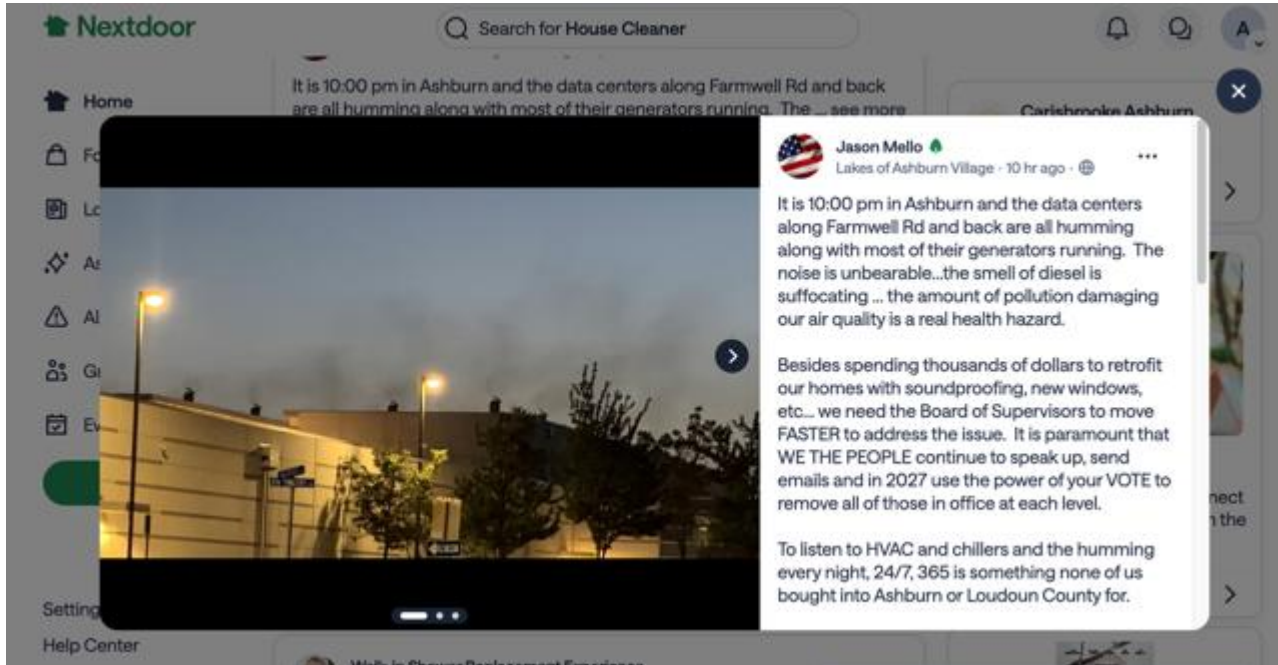 Nextdoor
Search for House Cleaner
A
It is 10:00 pm in Ashburn and the data centers along Farmwell Rd and back
are all humming along with most of their generators running. The ... see more
Home
Carisbrooke Ashburn
Jason Mello
Lakes of Ashburn Village · 10 hr ago ·
It is 10:00 pm in Ashburn and the data centers
along Farmwell Rd and back are all humming
along with most of their generators running. The
noise is unbearable...the smell of diesel is
suffocating ... the amount of pollution damaging
our air quality is a real health hazard.
Besides spending thousands of dollars to retrofit
our homes with soundproofing, new windows,
etc... we need the Board of Supervisors to move
FASTER to address the issue. It is paramount that
WE THE PEOPLE continue to speak up, send
emails and in 2027 use the power of your VOTE to
remove all of those in office at each level.
To listen to HVAC and chillers and the humming
every night, 24/7, 365 is something none of us
bought into Ashburn or Loudoun County for.
Fo
Lo
As
Al
Gr
Ev
nect
n the
Setting
Help Center